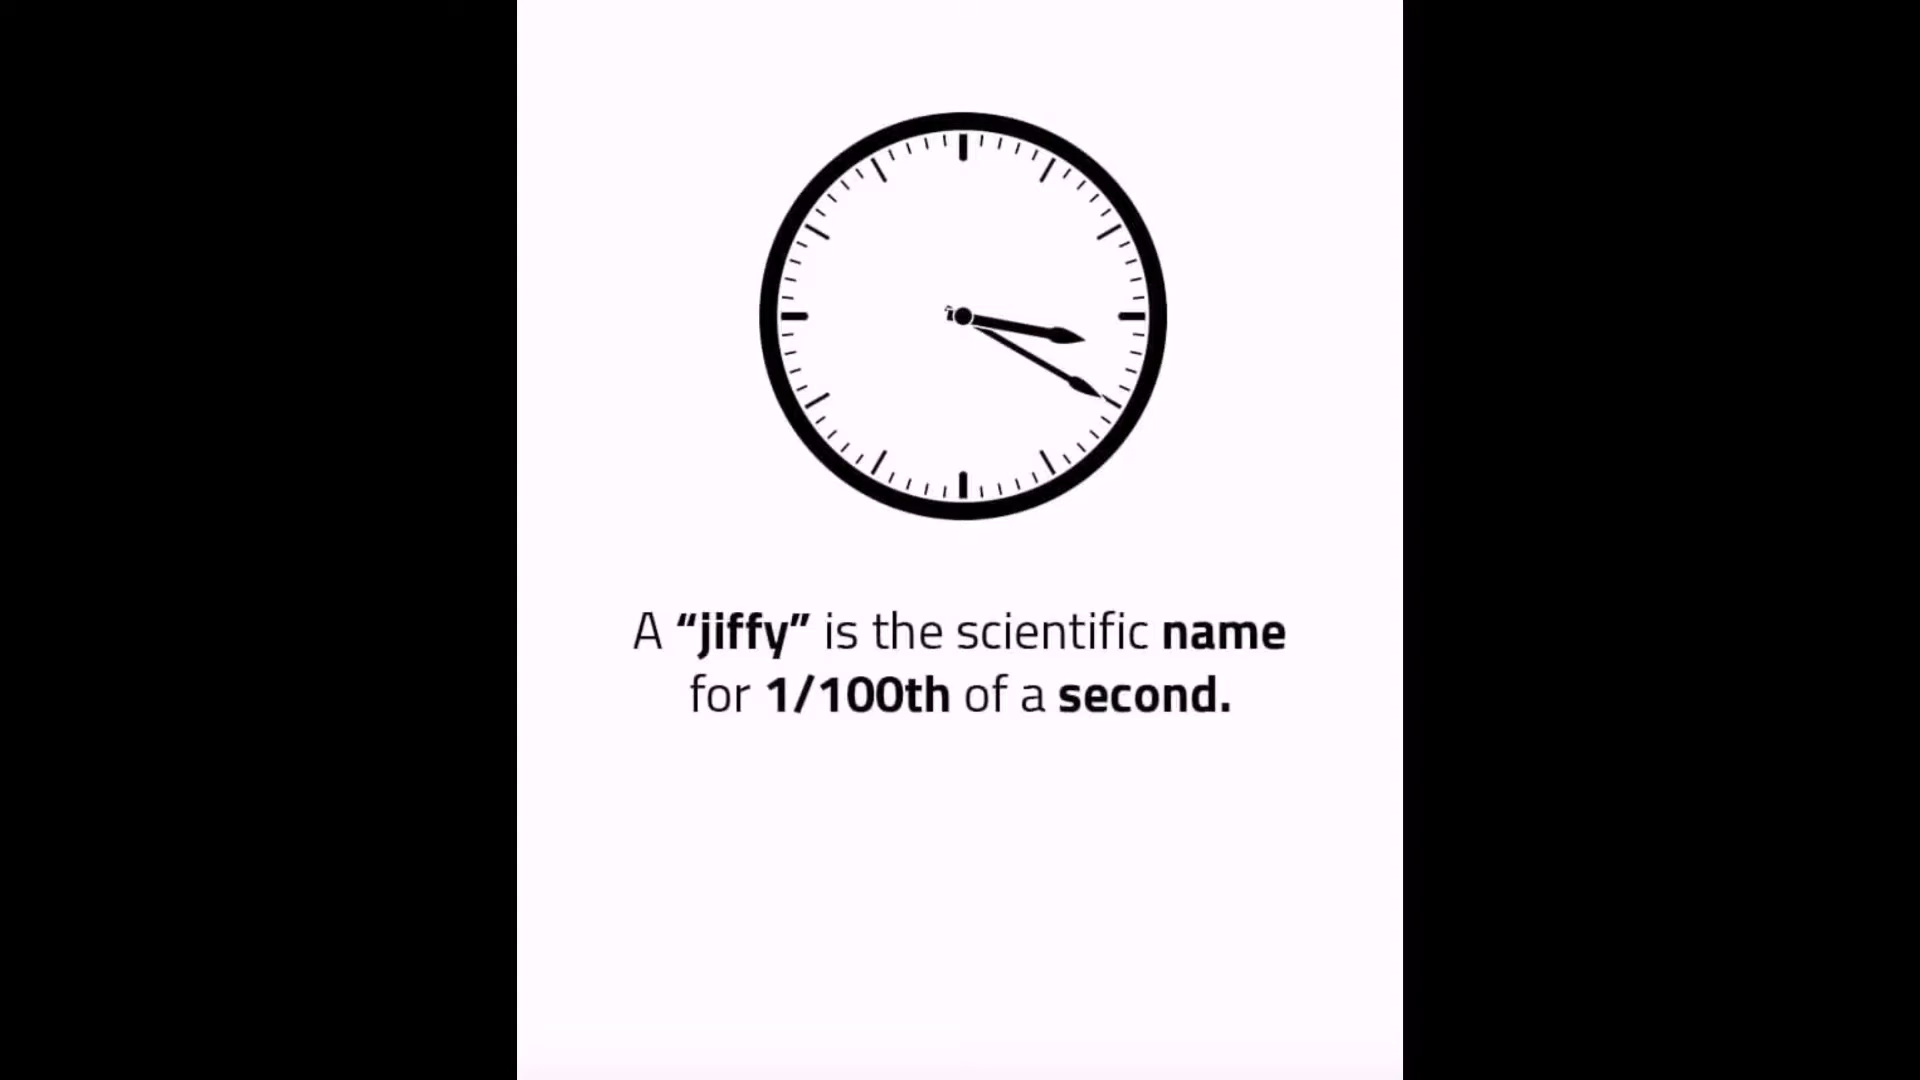 A “jiffy” is the scientific name
for 1/100th of a second.